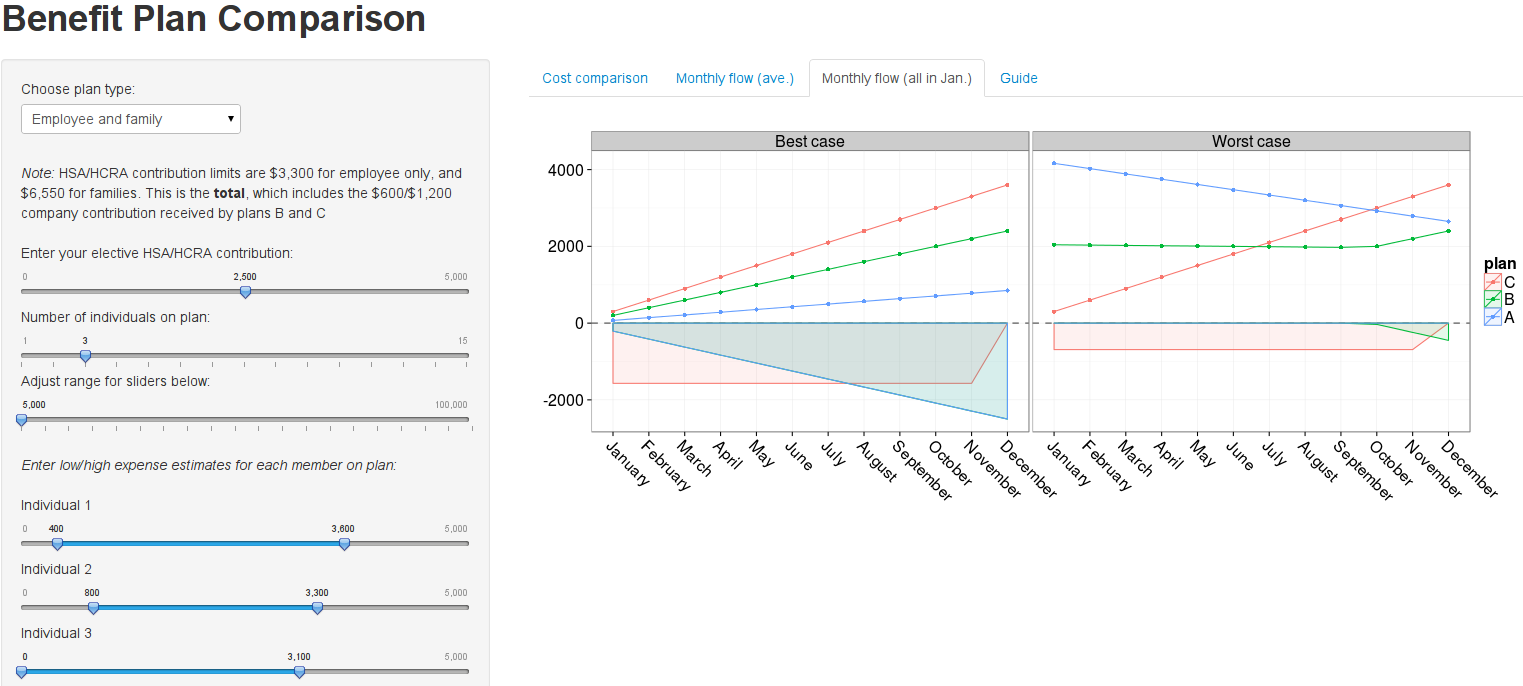 Benefit Plan Comparison
Choose plan type:
Employee and family
Note: HSA/HCRA contribution limits are $3,300 for employee only, and
$6,550 for families. This is the total, which includes the $600/$1,200
company contribution received by plans B and C
Enter your elective HSA/HCRA contribution:
0 2,500 5,000
Number of individuals on plan:
1 3 15
Adjust range for sliders below:
5,000 100,000
Enter low/high expense estimates for each member on plan:
Individual 1
0 400 3,600 5,000
Individual 2
0 800 3,300 5,000
Individual 3
0 3,100 5,000
Cost comparison Monthly flow (ave.) Monthly flow (all in Jan.) Guide
Best case Worst case
4000
2000
0
-2000
January February March April May June July August September October November December
January February March April May June July August September October November December
plan
C
B
A